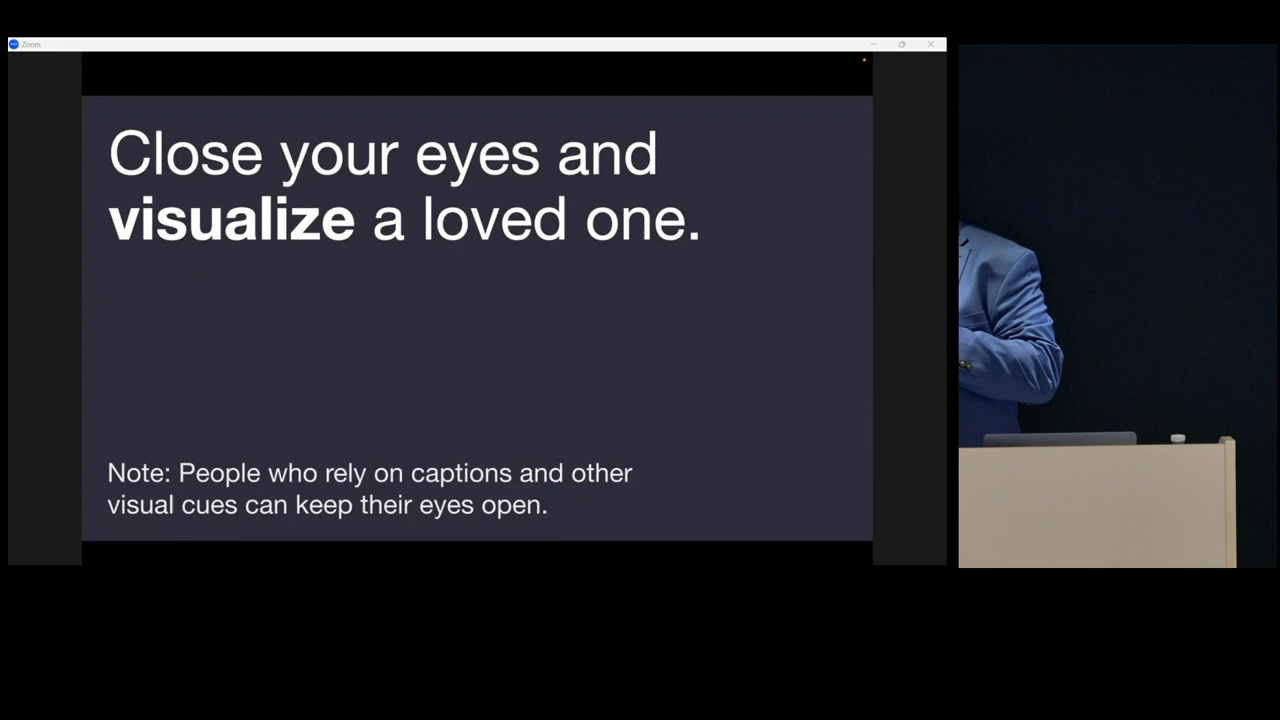 Zoom
Close your eyes and
visualize a loved one.
Note: People who rely on captions and other
visual cues can keep their eyes open.